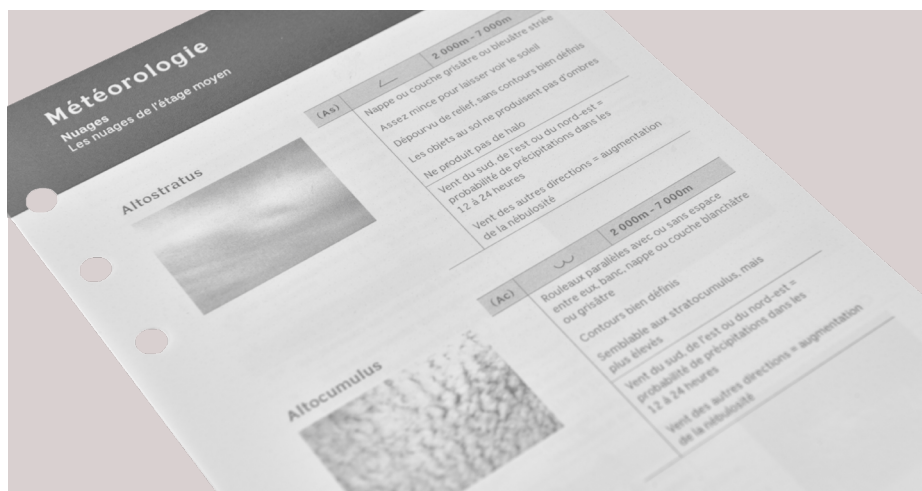 Météorologie
Nuages
Les nuages de l'étage moyen
Altostratus
(As)
2 000m - 7 000m
Nappe ou couche grisâtre ou bleuâtre striée
Assez mince pour laisser voir le soleil
Dépourvu de relief, sans contours bien définis
Les objets au sol ne produisent pas d'ombres
Ne produit pas de halo
Vent du sud, de l'est ou du nord-est =
probabilité de précipitations dans les
12 à 24 heures
Vent des autres directions = augmentation
de la nébulosité
Altocumulus
(Ac)
2 000m - 7 000m
Rouleaux parallèles avec ou sans espace
entre eux, banc, nappe ou couche blanchâtre
ou grisâtre
Contours bien définis
Semblable aux stratocumulus, mais
plus élevés
Vent du sud, de l'est ou du nord-est =
probabilité de précipitations dans les
12 à 24 heures
Vent des autres directions = augmentation
de la nébulosité